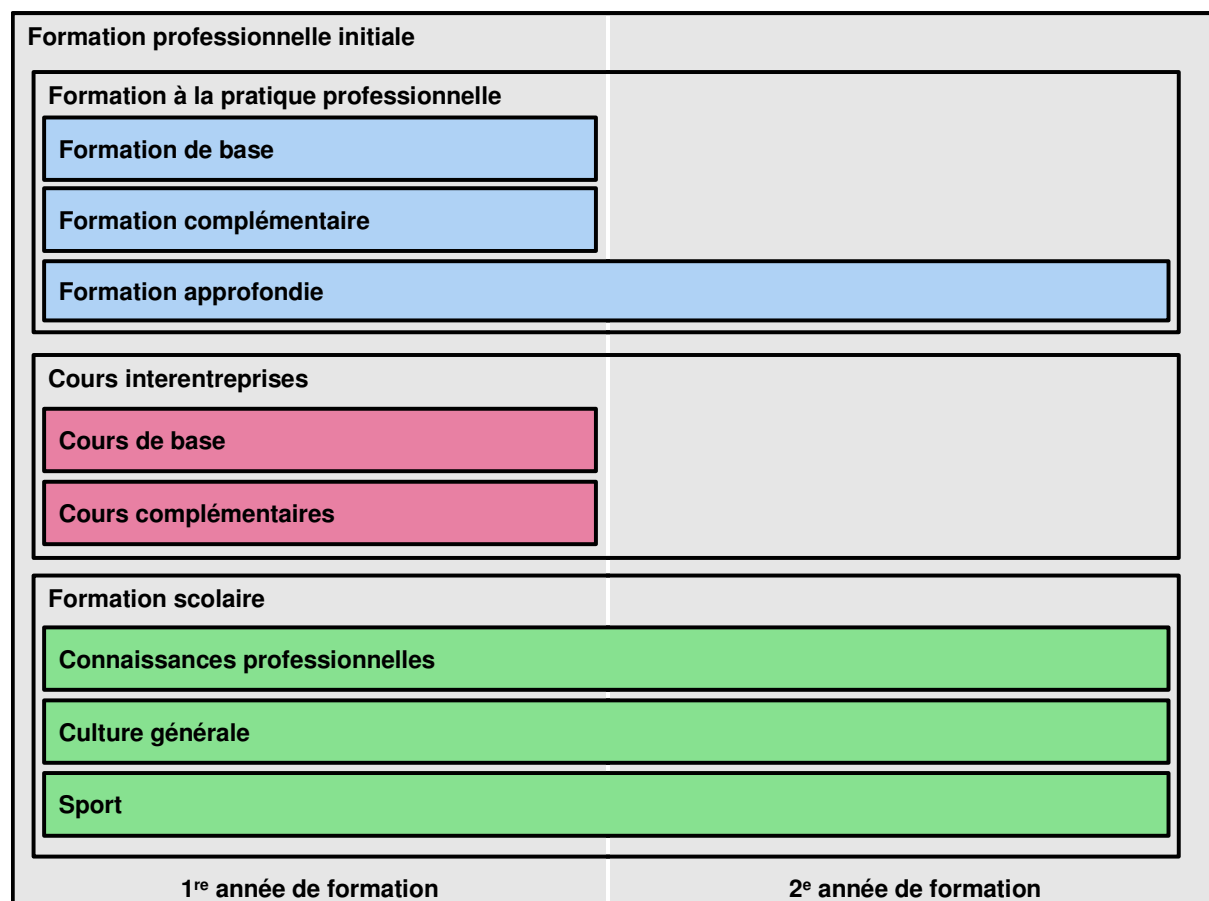 Formation professionnelle initiale
Formation à la pratique professionnelle
Formation de base
Formation complémentaire
Formation approfondie
Cours interentreprises
Cours de base
Cours complémentaires
Formation scolaire
Connaissances professionnelles
Culture générale
Sport
1re année de formation
2e année de formation